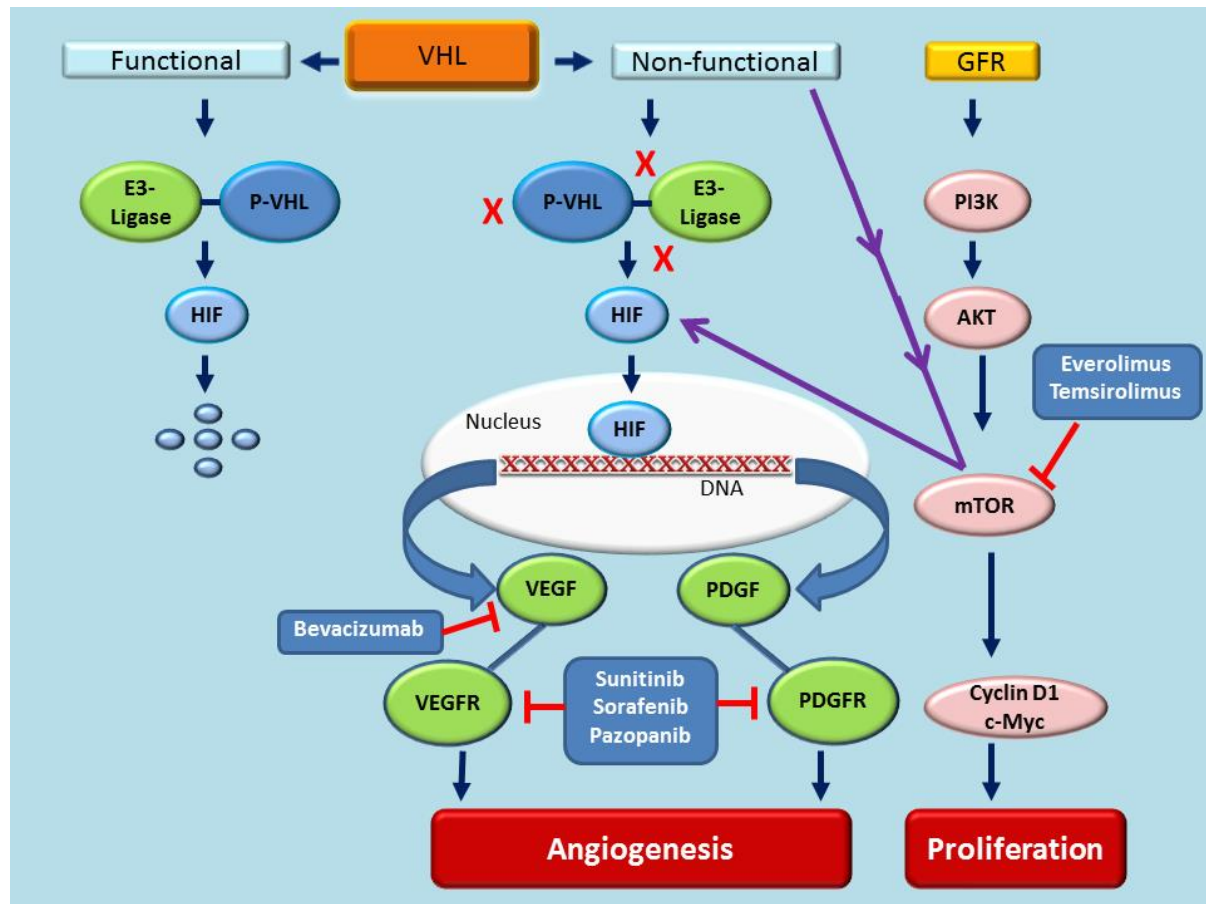 Functional
VHL
Non-functional
GFR
E3-
Ligase
P-VHL
X
X
P-VHL
E3-
Ligase
X
PI3K
HIF
HIF
AKT
Everolimus
Temsirolimus
Nucleus
HIF
XXXXXXXXXXXXXX
DNA
mTOR
VEGF
PDGF
Bevacizumab
VEGFR
Sunitinib
Sorafenib
Pazopanib
PDGFR
Cyclin D1
c-Myc
Angiogenesis
Proliferation